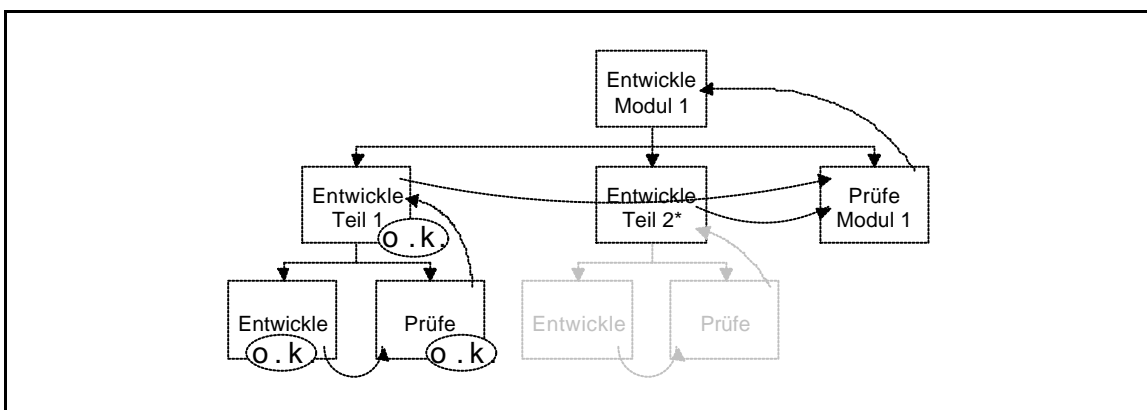 Entwickle
Modul 1
Entwickle
Teil 1
o.k.
Entwickle
Teil 2*
Prüfe
Modul 1
Entwickle
o.k.
Prüfe
o.k.
Entwickle
Prüfe